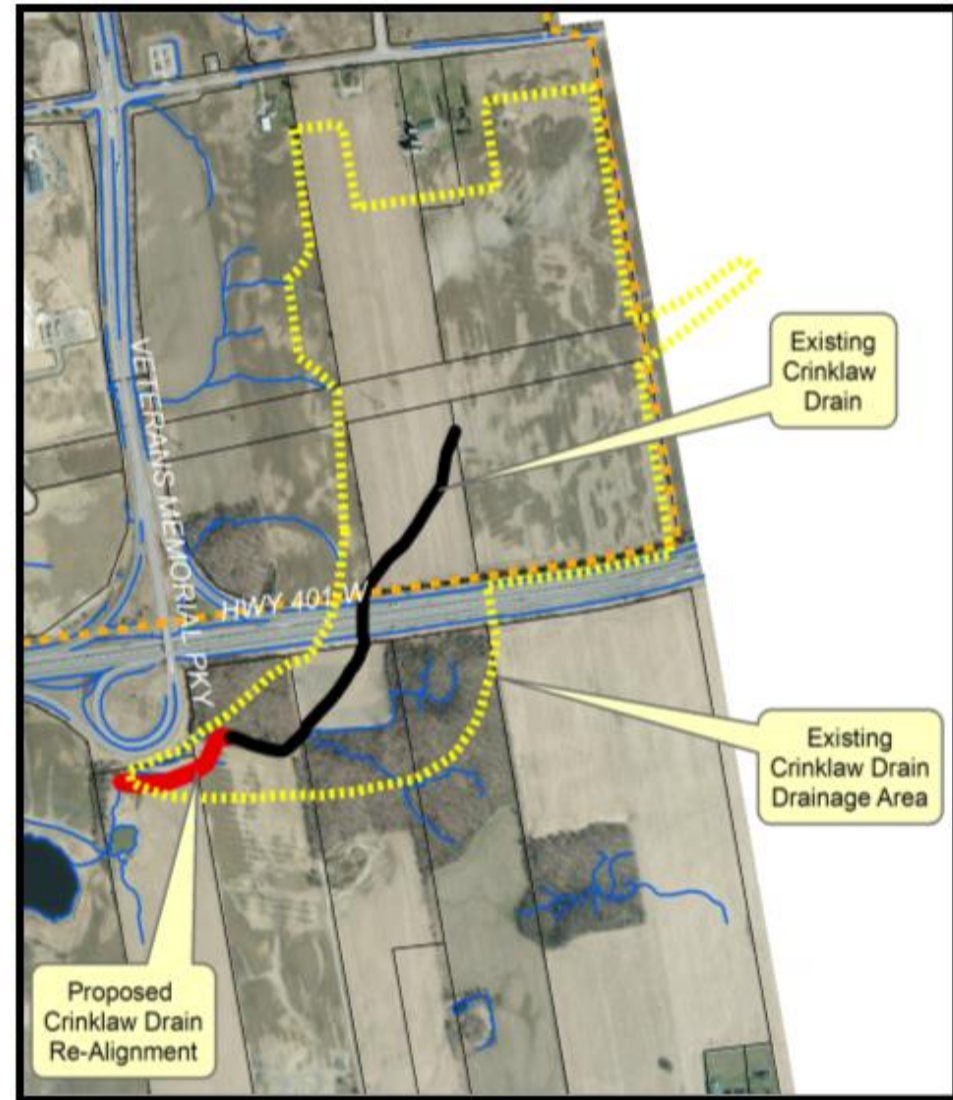 VETERANS MEMORIAL PKY
Existing
Crinklaw
Drain
HWY 401 W
Existing
Crinklaw Drain
Drainage Area
Proposed
Crinklaw Drain
Re-Alignment